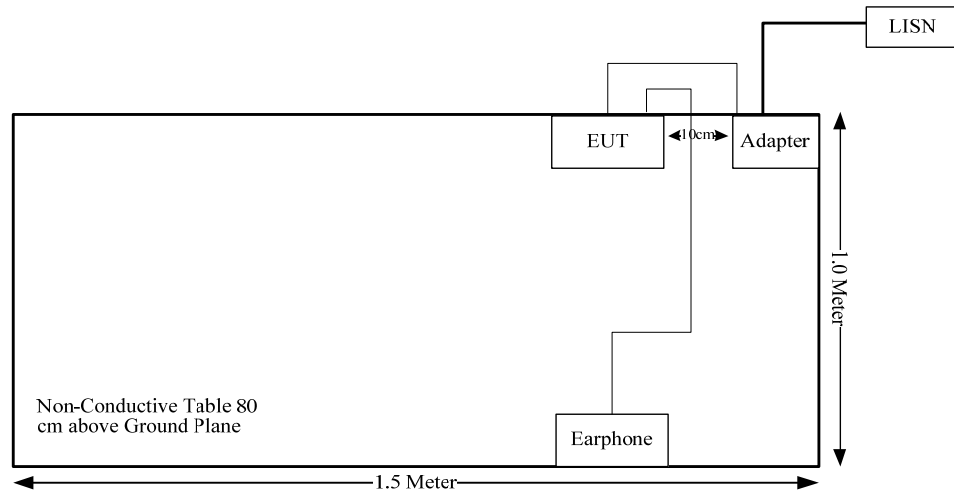 LISN
EUT
10cm
Adapter
1.0 Meter
Non-Conductive Table 80
cm above Ground Plane
Earphone
1.5 Meter